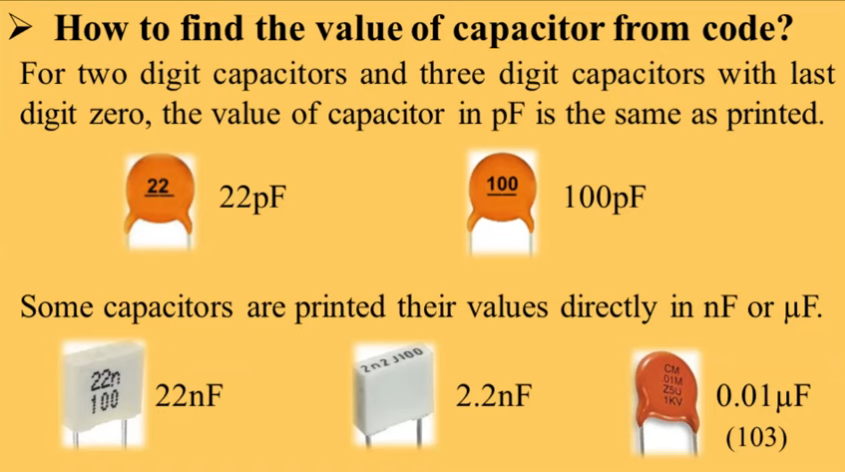 ➢ How to find the value of capacitor from code?
For two digit capacitors and three digit capacitors with last
digit zero, the value of capacitor in pF is the same as printed.
22
22pF
100
100pF
Some capacitors are printed their values directly in nF or µF.
22n
100
22nF
2n2 J100
2.2nF
CM
01M
Z5U
1KV
0.01µF
(103)